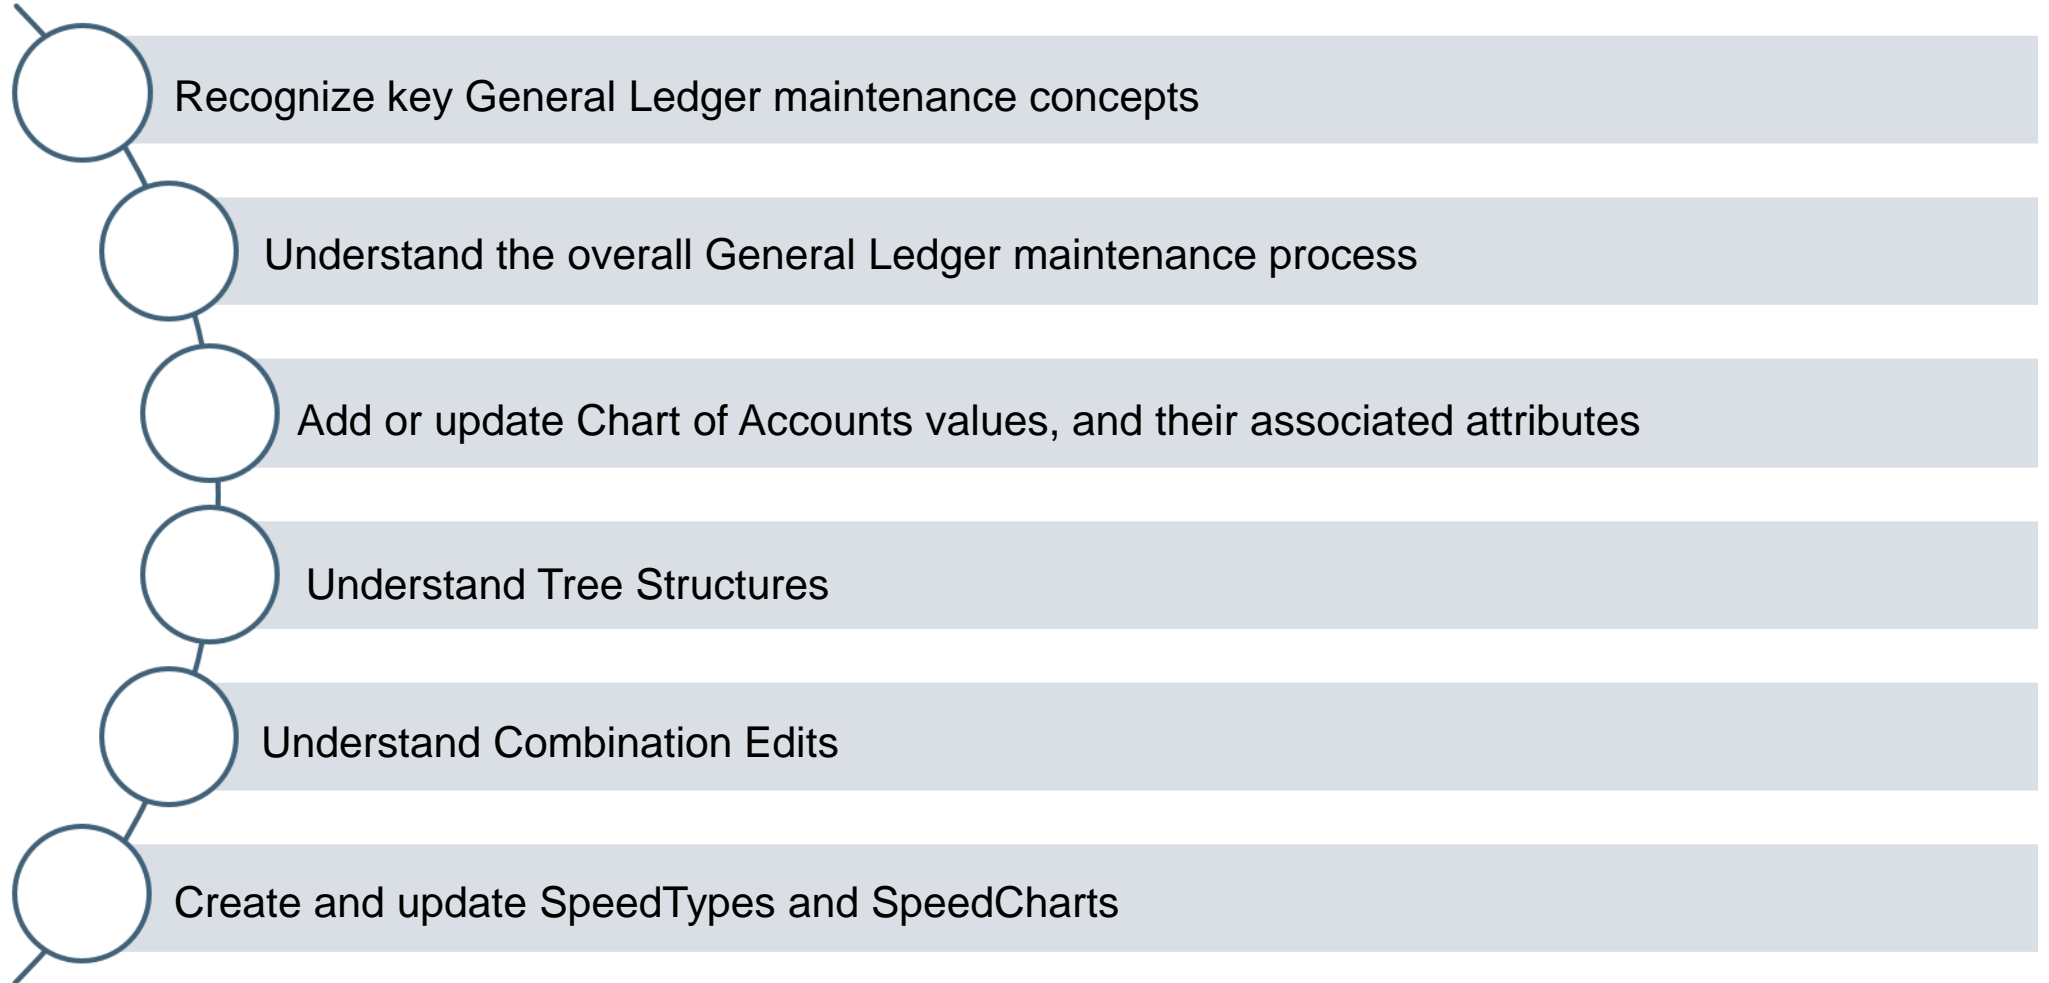 Recognize key General Ledger maintenance concepts
Understand the overall General Ledger maintenance process
Add or update Chart of Accounts values, and their associated attributes
Understand Tree Structures
Understand Combination Edits
Create and update SpeedTypes and SpeedCharts